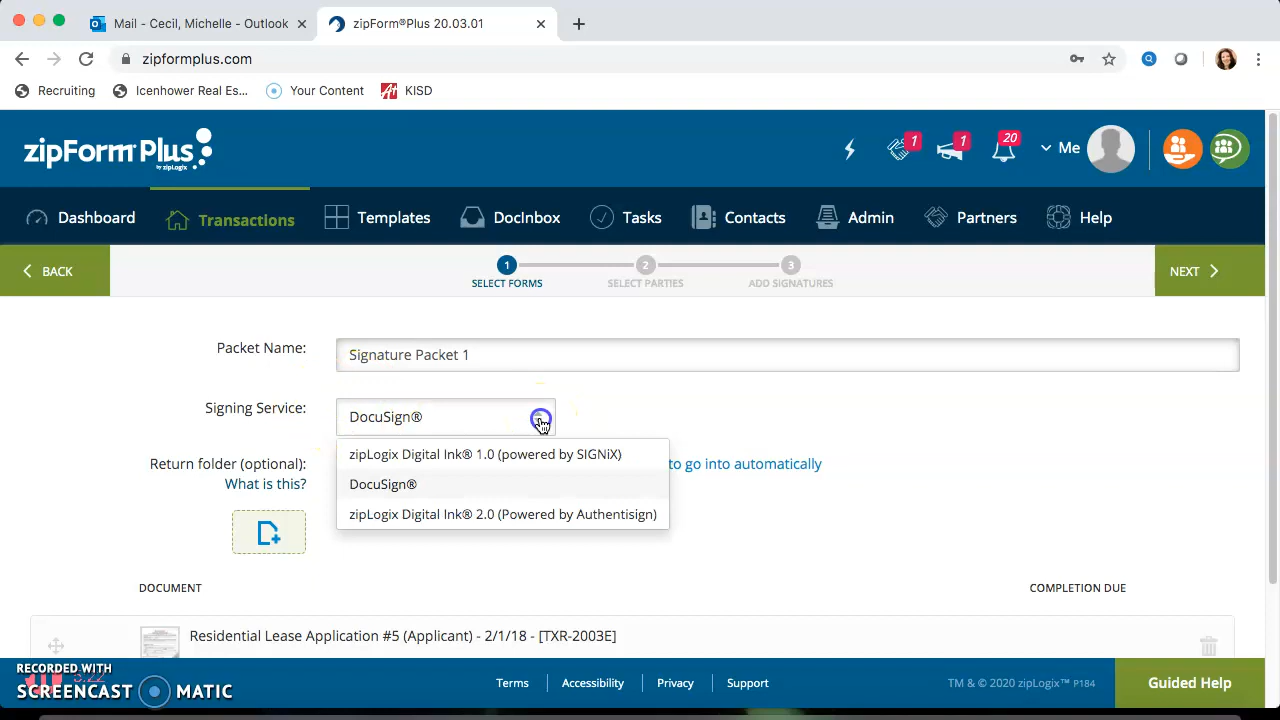 Mail - Cecil, Michelle - Outlook
zipForm®Plus 20.03.01
zipformplus.com
Recruiting
Icenhower Real Es...
Your Content
KISD
zipForm®Plus
by zipLogix
1
1
20
Me
Dashboard
Transactions
Templates
DocInbox
Tasks
Contacts
Admin
Partners
Help
BACK
1
2
3
SELECT FORMS
SELECT PARTIES
ADD SIGNATURES
NEXT
Packet Name:
Signature Packet 1
Signing Service:
DocuSign®
zipLogix Digital Ink® 1.0 (powered by SIGNiX)
DocuSign®
zipLogix Digital Ink® 2.0 (Powered by Authentisign)
Return folder (optional):
to go into automatically
What is this?
DOCUMENT
COMPLETION DUE
Residential Lease Application #5 (Applicant) - 2/1/18 - [TXR-2003E]
RECORDED WITH
SCREENCAST MATIC
Terms
Accessibility
Privacy
Support
TM & © 2020 zipLogix™ P184
Guided Help